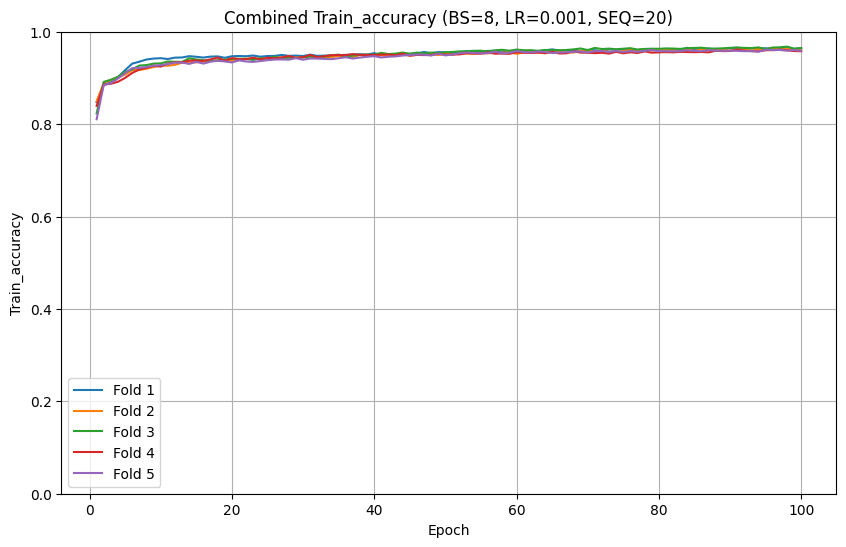 Combined Train_accuracy (BS=8, LR=0.001, SEQ=20)
Train_accuracy
1.0
0.8
0.6
0.4
0.2
0.0
Fold 1
Fold 2
Fold 3
Fold 4
Fold 5
0 20 40 60 80 100
Epoch